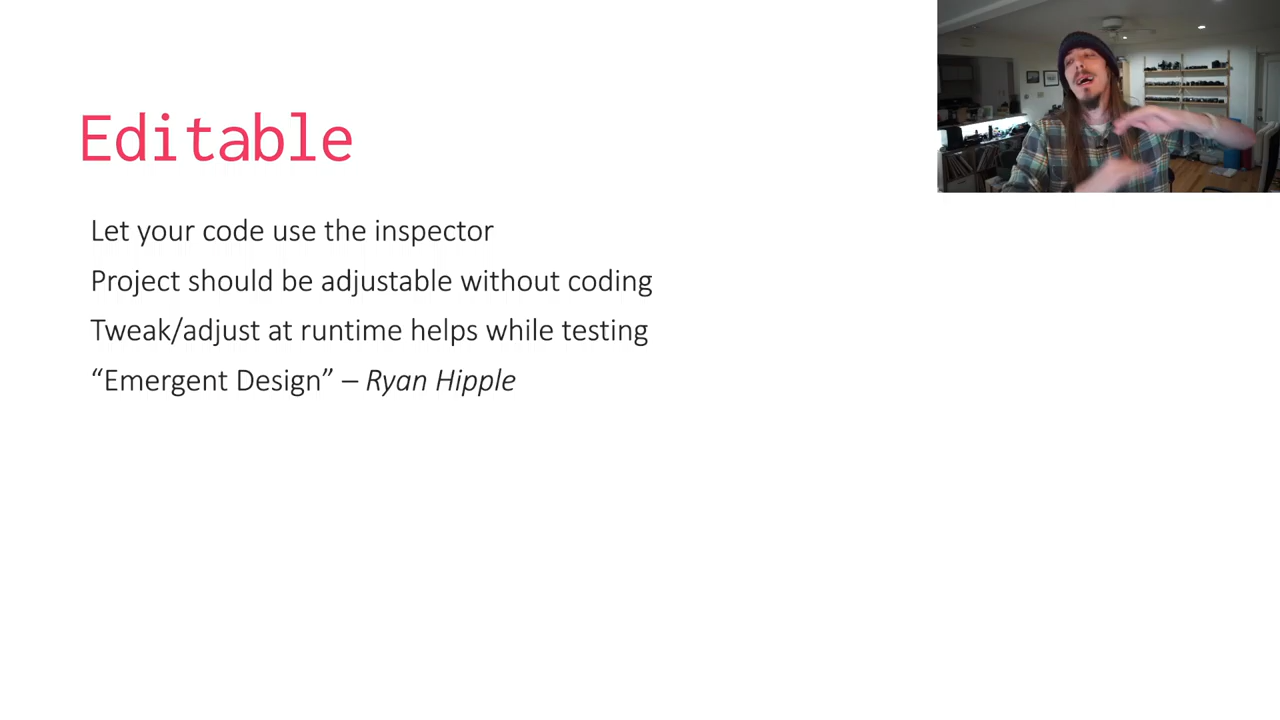 Editable
Let your code use the inspector
Project should be adjustable without coding
Tweak/adjust at runtime helps while testing
“Emergent Design” – Ryan Hipple